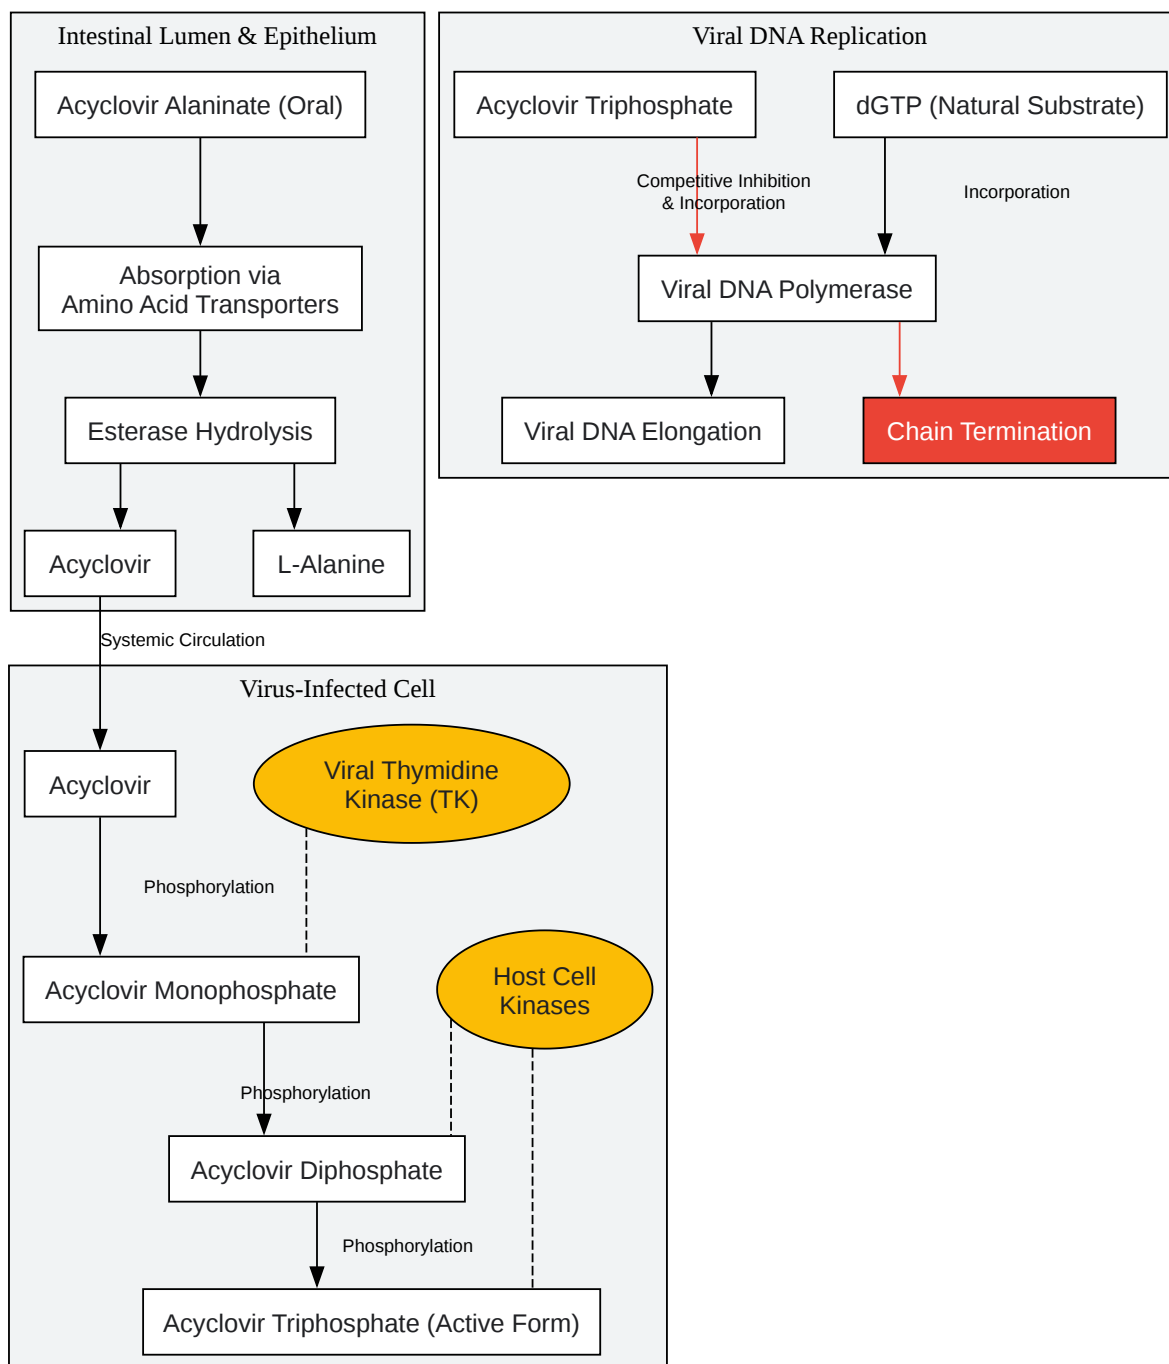 Intestinal Lumen & Epithelium
Acyclovir Alaninate (Oral)
Absorption via
Amino Acid Transporters
Esterase Hydrolysis
Acyclovir
L-Alanine
Systemic Circulation
Viral DNA Replication
Acyclovir Triphosphate
dGTP (Natural Substrate)
Competitive Inhibition
& Incorporation
Incorporation
Viral DNA Polymerase
Viral DNA Elongation
Chain Termination
Virus-Infected Cell
Acyclovir
Viral Thymidine
Kinase (TK)
Phosphorylation
Acyclovir Monophosphate
Host Cell
Kinases
Phosphorylation
Acyclovir Diphosphate
Phosphorylation
Acyclovir Triphosphate (Active Form)